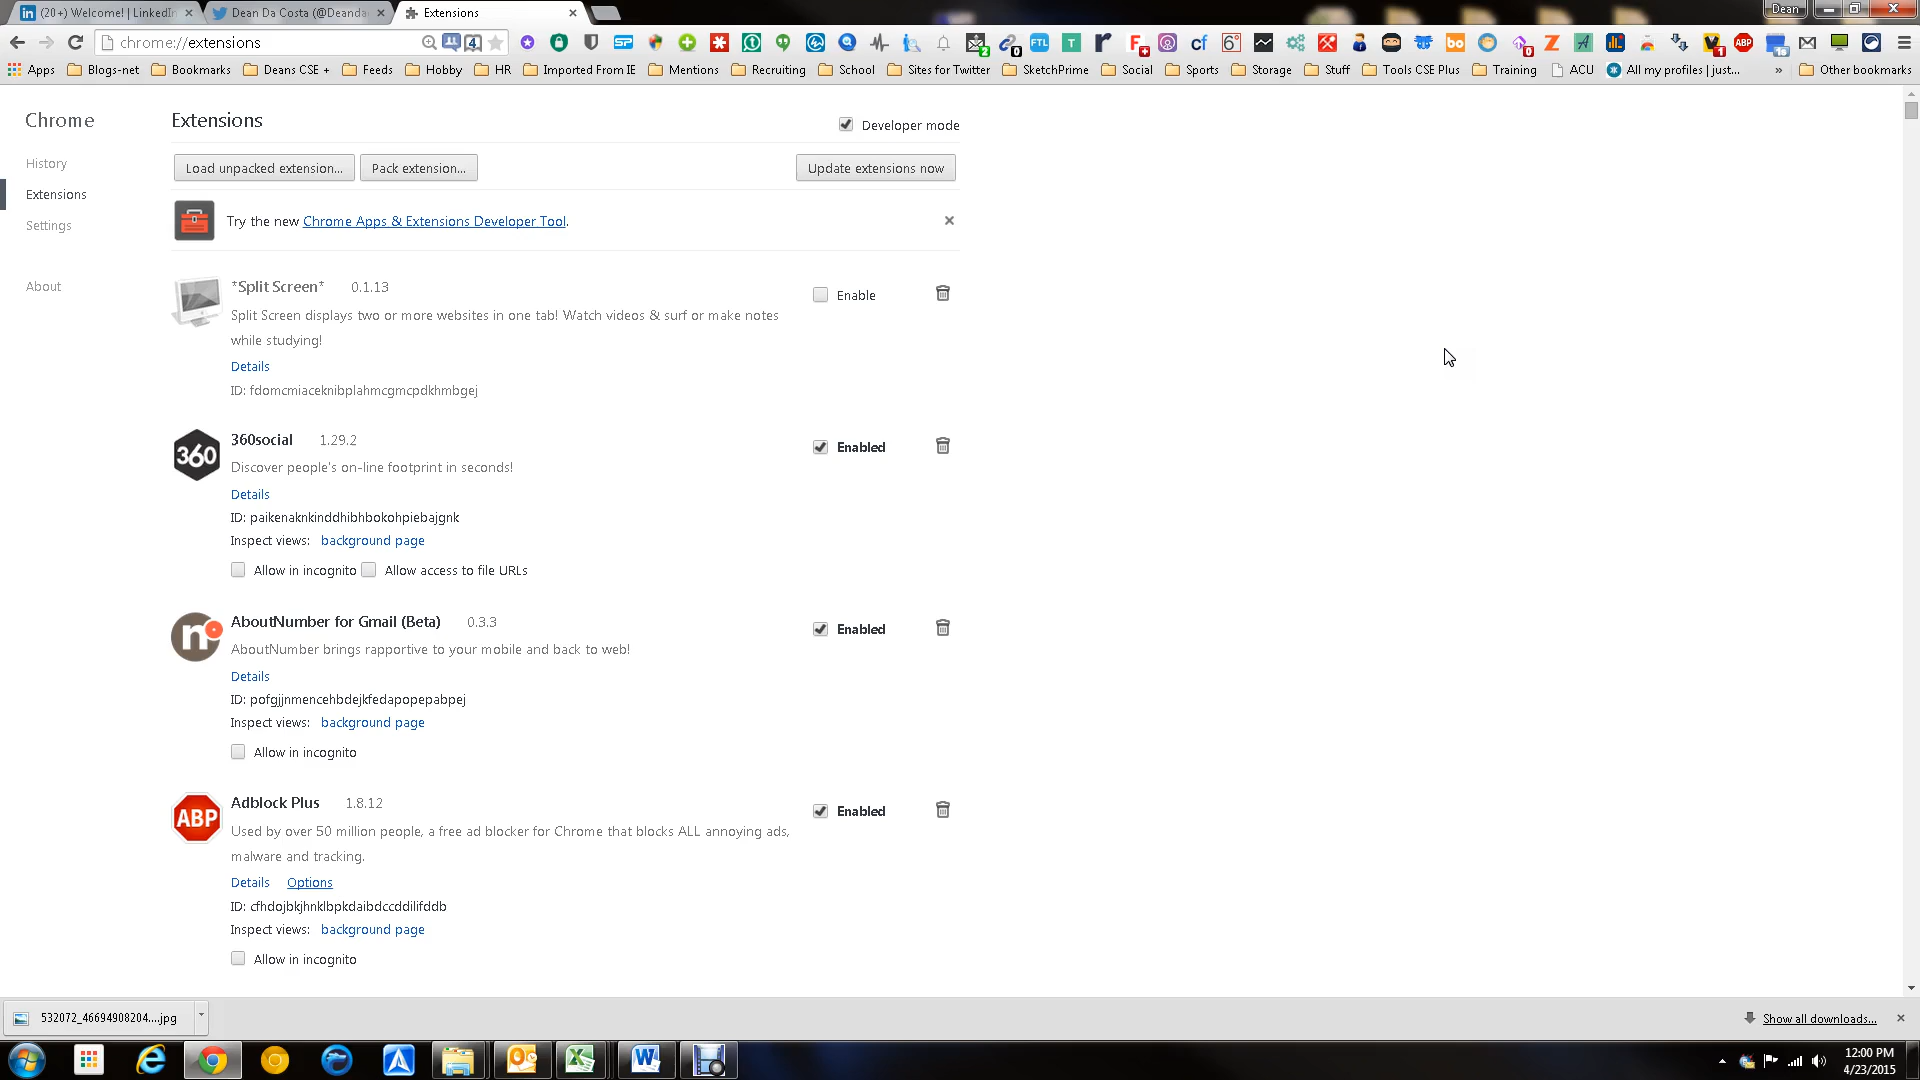 (20+) Welcome! | LinkedIn
Dean Da Costa (@Deanda
Extensions
Dean
chrome://extensions
Apps
Blogs-net
Bookmarks
Deans CSE +
Feeds
Hobby
HR
Imported From IE
Mentions
Recruiting
School
Sites for Twitter
SketchPrime
Social
Sports
Storage
Stuff
Tools CSE Plus
Training
ACU
All my profiles | just...
»
Other bookmarks
Chrome
History
Extensions
Settings
About
Extensions
Developer mode
Load unpacked extension...
Pack extension...
Update extensions now
Try the new Chrome Apps & Extensions Developer Tool.
*Split Screen* 0.1.13
Enable
Split Screen displays two or more websites in one tab! Watch videos & surf or make notes
while studying!
Details
ID: fdomcmiaceknibplahmcgmcpdkhmbgej
360
360social 1.29.2
Enabled
Discover people's on-line footprint in seconds!
Details
ID: paikenaknkinddhibhbokohpiebajgnk
Inspect views: background page
Allow in incognito Allow access to file URLs
n
AboutNumber for Gmail (Beta) 0.3.3
Enabled
AboutNumber brings rapportive to your mobile and back to web!
Details
ID: pofgjjnmencehbdejkfedapopepabpej
Inspect views: background page
Allow in incognito
ABP
Adblock Plus 1.8.12
Enabled
Used by over 50 million people, a free ad blocker for Chrome that blocks ALL annoying ads,
malware and tracking.
Details Options
ID: cfhdojbkjhnklbpkdaibdccddilifddb
Inspect views: background page
Allow in incognito
532072_46694908204....jpg
Show all downloads...
12:00 PM
4/23/2015